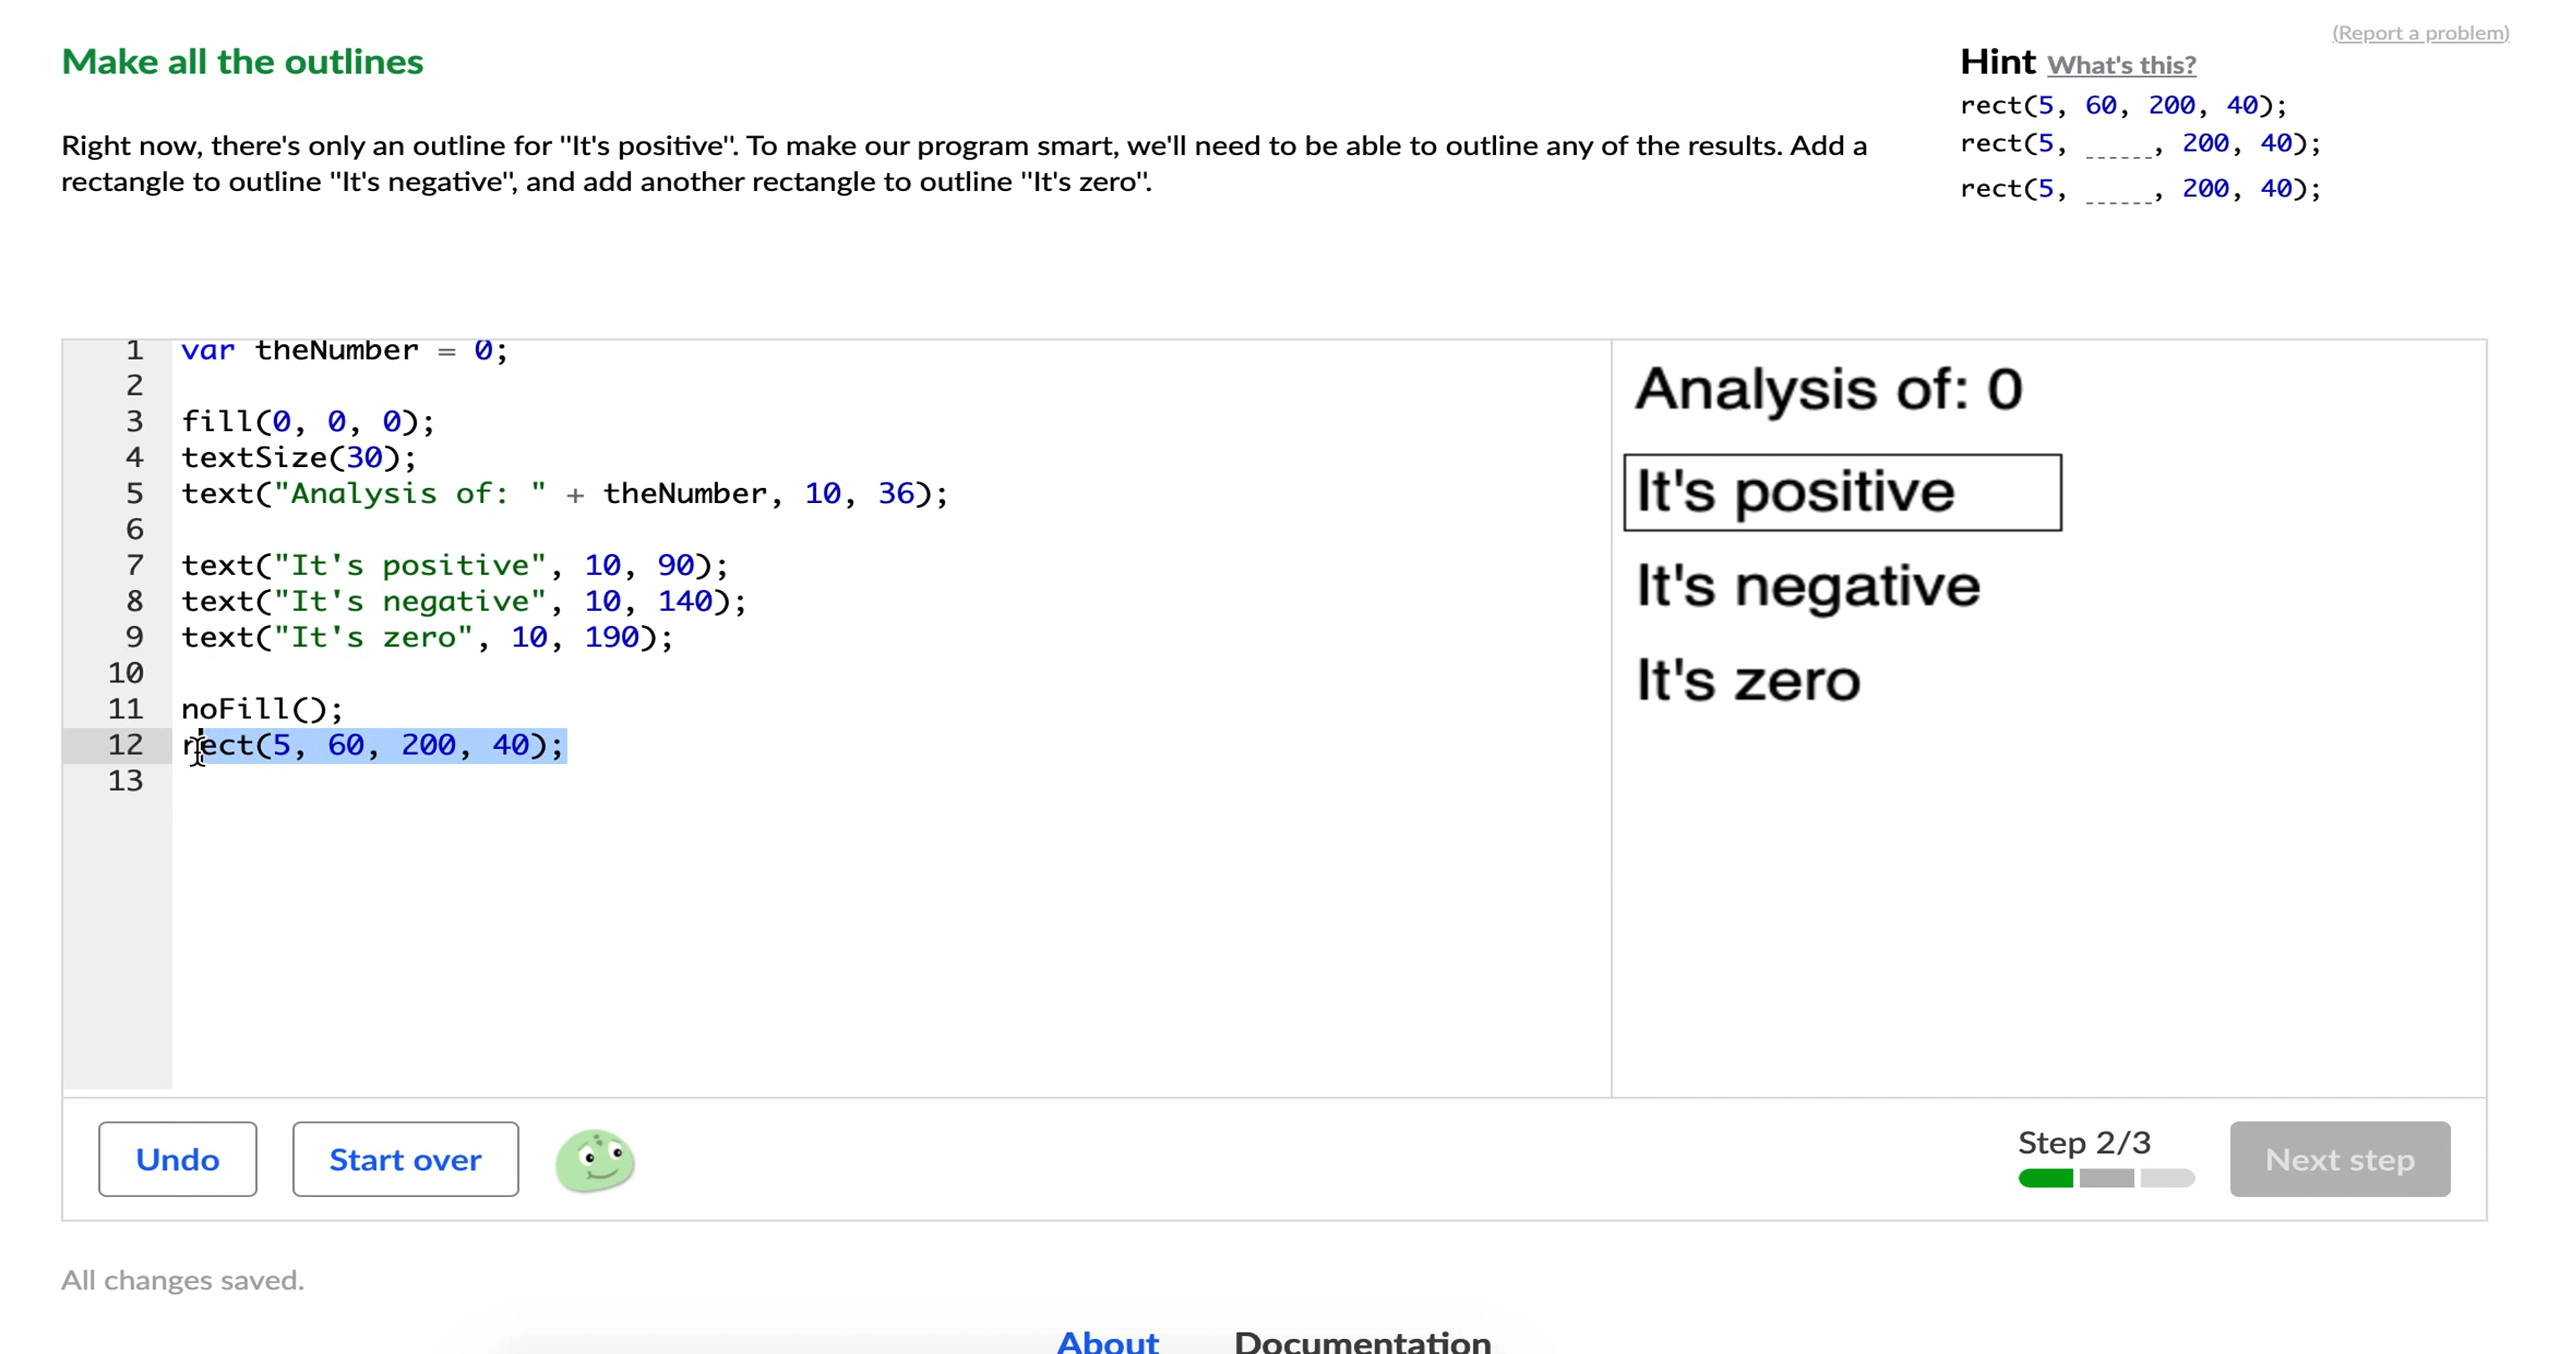 (Report a problem)
Make all the outlines
Right now, there's only an outline for "It's positive". To make our program smart, we'll need to be able to outline any of the results. Add a
rectangle to outline "It's negative", and add another rectangle to outline "It's zero".
Hint What's this?
rect(5, 60, 200, 40);
rect(5, ______, 200, 40);
rect(5, ______, 200, 40);
1 var theNumber = 0;
2
3 fill(0, 0, 0);
4 textSize(30);
5 text("Analysis of: " + theNumber, 10, 36);
6
7 text("It's positive", 10, 90);
8 text("It's negative", 10, 140);
9 text("It's zero", 10, 190);
10
11 noFill();
12 rect(5, 60, 200, 40);
13
Analysis of: 0
It's positive
It's negative
It's zero
Undo
Start over
Step 2/3
Next step
All changes saved.
About
Documentation